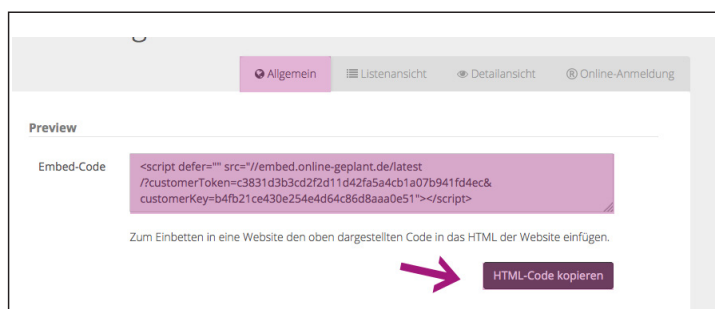 Allgemein Listenansicht Detailansicht Online-Anmeldung
Preview
Embed-Code
<script defer="" src="//embed.online-geplant.de/latest
/?customerToken=c3831d3b3cd2f2d11d42fa5a4cb1a07b941fd4ec&
customerKey=b4fb21ce430e254e4d64c86d8aaa0e51"></script>
Zum Einbetten in eine Website den oben dargestellten Code in das HTML der Website einfügen.
HTML-Code kopieren